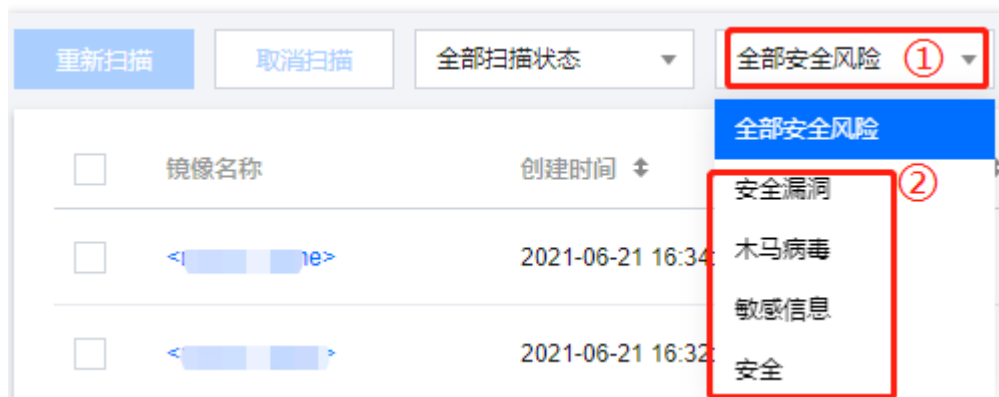 重新扫描 取消扫描 全部扫描状态 全部安全风险 ①
全部安全风险
镜像名称 创建时间
安全漏洞 ②
木马病毒
2021-06-21 16:34
敏感信息
2021-06-21 16:32
安全